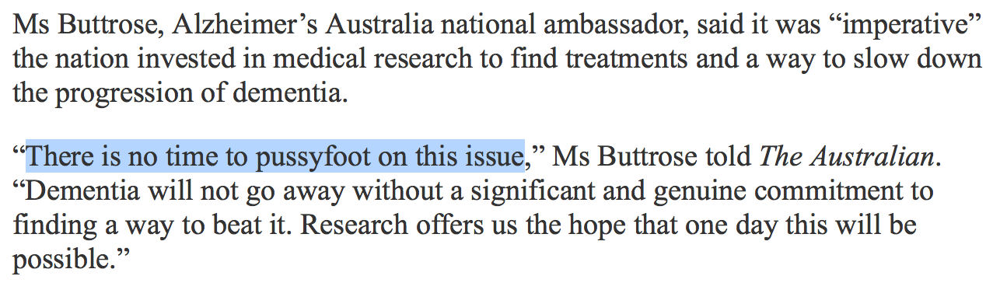 Ms Buttrose, Alzheimer’s Australia national ambassador, said it was “imperative”
the nation invested in medical research to find treatments and a way to slow down
the progression of dementia.
“There is no time to pussyfoot on this issue,” Ms Buttrose told The Australian.
“Dementia will not go away without a significant and genuine commitment to
finding a way to beat it. Research offers us the hope that one day this will be
possible.”